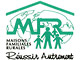 MFR
MAISONS
FAMILIALES
RURALES
Réussir Autrement